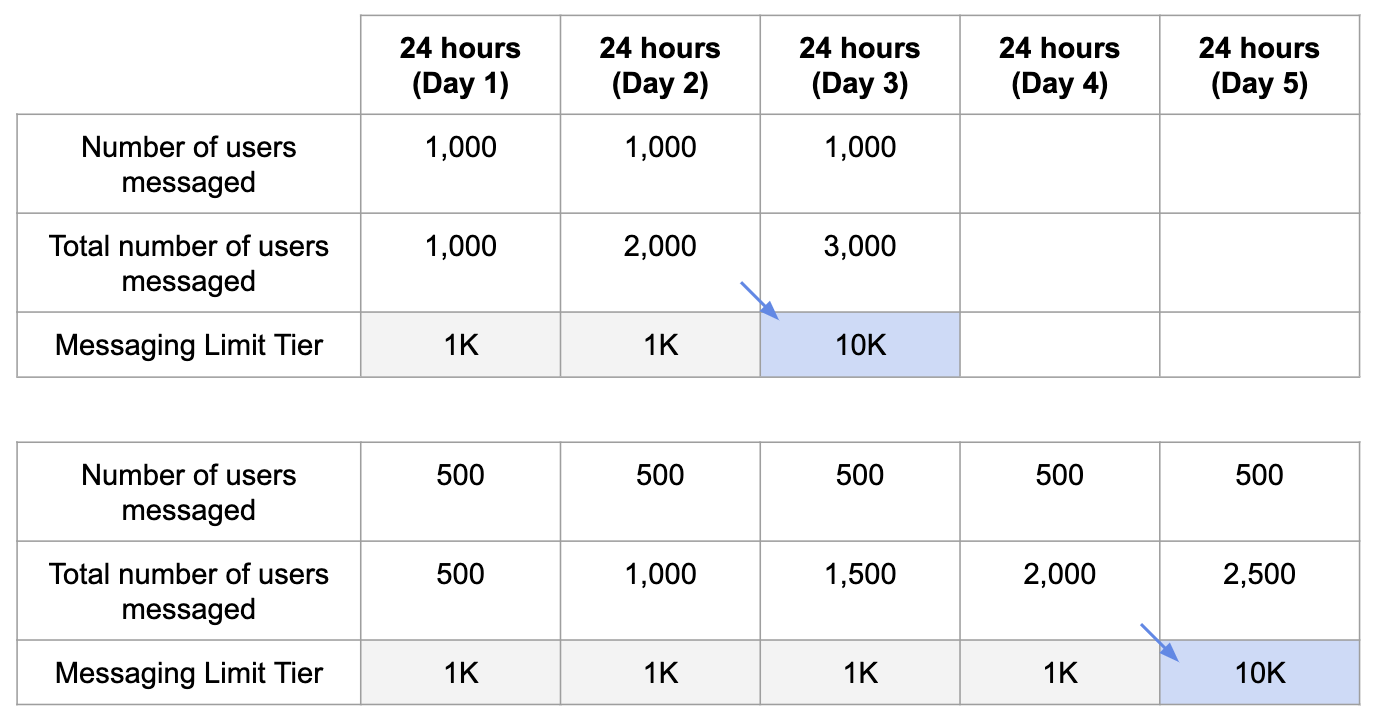 24 hours 24 hours 24 hours 24 hours 24 hours
(Day 1) (Day 2) (Day 3) (Day 4) (Day 5)
Number of users 1,000 1,000 1,000
messaged
Total number of users 1,000 2,000 3,000
messaged
Messaging Limit Tier 1K 1K 10K
Number of users 500 500 500 500 500
messaged
Total number of users 500 1,000 1,500 2,000 2,500
messaged
Messaging Limit Tier 1K 1K 1K 1K 10K